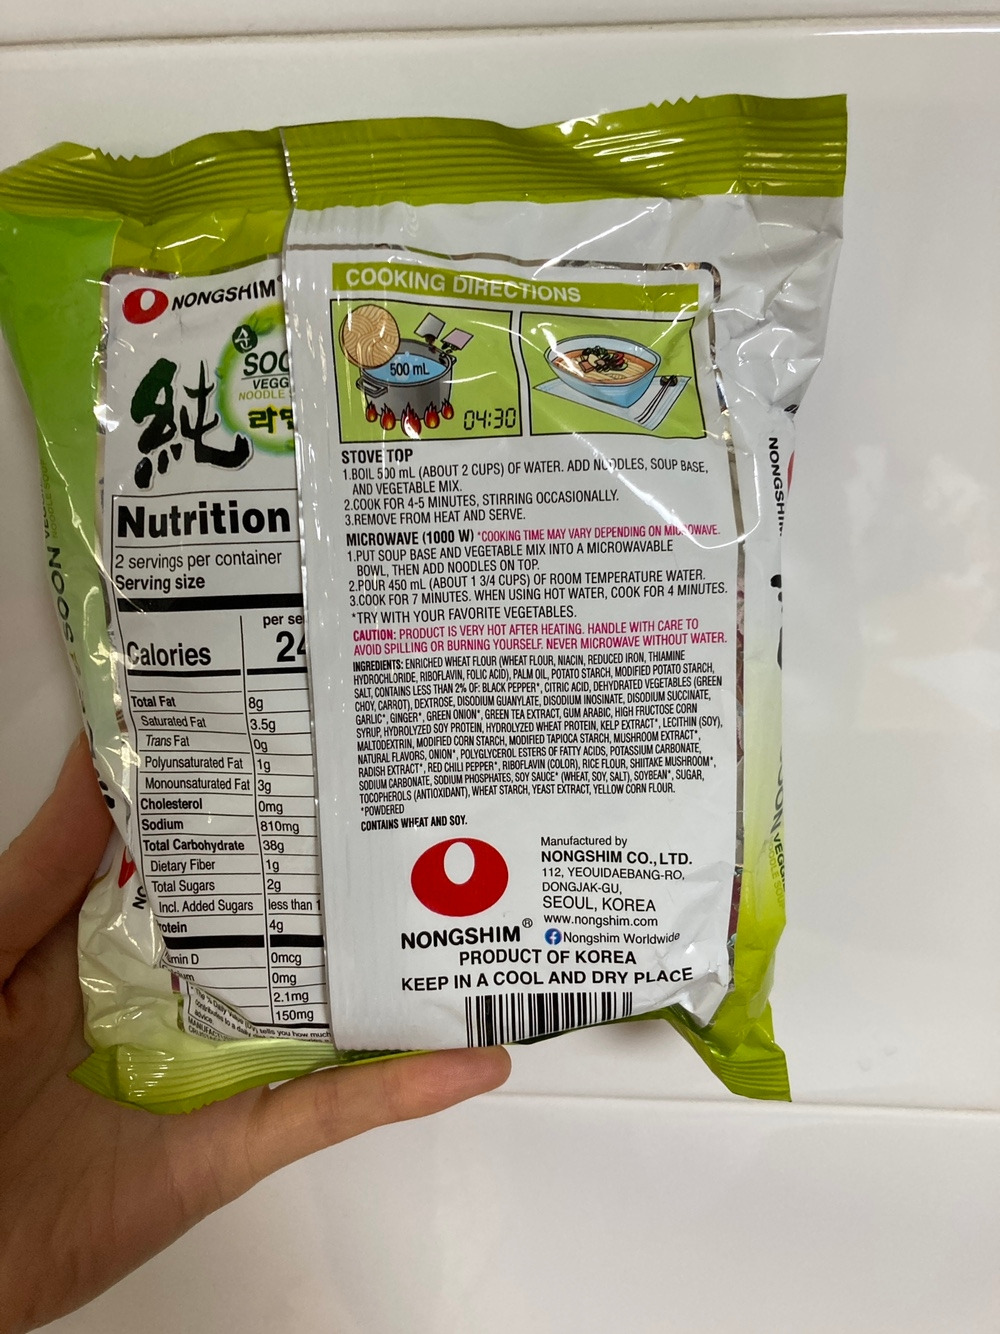 NONGSHIM
순
SOO
VEGG
NOODLE
純
라면
Nutrition
2 servings per container
Serving size
per se
Calories 24
Total Fat 8g
Saturated Fat 3.5g
Trans Fat 0g
Polyunsaturated Fat 1g
Monounsaturated Fat 3g
Cholesterol 0mg
Sodium 810mg
Total Carbohydrate 38g
Dietary Fiber 1g
Total Sugars 2g
Incl. Added Sugars less than 1
rotein 4g
amin D 0mcg
0mg
2.1mg
150mg
tells you how much
COOKING DIRECTIONS
500 mL
04:30
STOVE TOP
1.BOIL 500 mL (ABOUT 2 CUPS) OF WATER. ADD NOODLES, SOUP BASE,
AND VEGETABLE MIX.
2.COOK FOR 4-5 MINUTES, STIRRING OCCASIONALLY.
3.REMOVE FROM HEAT AND SERVE.
MICROWAVE (1000 W) *COOKING TIME MAY VARY DEPENDING ON MICROWAVE.
1.PUT SOUP BASE AND VEGETABLE MIX INTO A MICROWAVABLE
BOWL, THEN ADD NOODLES ON TOP.
2.POUR 450 mL (ABOUT 1 3/4 CUPS) OF ROOM TEMPERATURE WATER.
3.COOK FOR 7 MINUTES. WHEN USING HOT WATER, COOK FOR 4 MINUTES.
*TRY WITH YOUR FAVORITE VEGETABLES.
CAUTION: PRODUCT IS VERY HOT AFTER HEATING. HANDLE WITH CARE TO
AVOID SPILLING OR BURNING YOURSELF. NEVER MICROWAVE WITHOUT WATER.
INGREDIENTS: ENRICHED WHEAT FLOUR (WHEAT FLOUR, NIACIN, REDUCED IRON, THIAMINE
HYDROCHLORIDE, RIBOFLAVIN, FOLIC ACID), PALM OIL, POTATO STARCH, MODIFIED POTATO STARCH,
SALT, CONTAINS LESS THAN 2% OF: BLACK PEPPER*, CITRIC ACID, DEHYDRATED VEGETABLES (GREEN
CHOY, CARROT), DEXTROSE, DISODIUM GUANYLATE, DISODIUM INOSINATE, DISODIUM SUCCINATE,
GARLIC*, GINGER*, GREEN ONION*, GREEN TEA EXTRACT, GUM ARABIC, HIGH FRUCTOSE CORN
SYRUP, HYDROLYZED SOY PROTEIN, HYDROLYZED WHEAT PROTEIN, KELP EXTRACT*, LECITHIN (SOY),
MALTODEXTRIN, MODIFIED CORN STARCH, MODIFIED TAPIOCA STARCH, MUSHROOM EXTRACT*,
NATURAL FLAVORS, ONION*, POLYGLYCEROL ESTERS OF FATTY ACIDS, POTASSIUM CARBONATE,
RADISH EXTRACT*, RED CHILI PEPPER*, RIBOFLAVIN (COLOR), RICE FLOUR, SHIITAKE MUSHROOM*,
SODIUM CARBONATE, SODIUM PHOSPHATES, SOY SAUCE* (WHEAT, SOY, SALT), SOYBEAN*, SUGAR,
TOCOPHEROLS (ANTIOXIDANT), WHEAT STARCH, YEAST EXTRACT, YELLOW CORN FLOUR.
*POWDERED
CONTAINS WHEAT AND SOY.
NONGSHIM®
Manufactured by
NONGSHIM CO., LTD.
112, YEOUIDAEBANG-RO,
DONGJAK-GU,
SEOUL, KOREA
www.nongshim.com
Nongshim Worldwide
PRODUCT OF KOREA
KEEP IN A COOL AND DRY PLACE
NONGSHIM
SOON